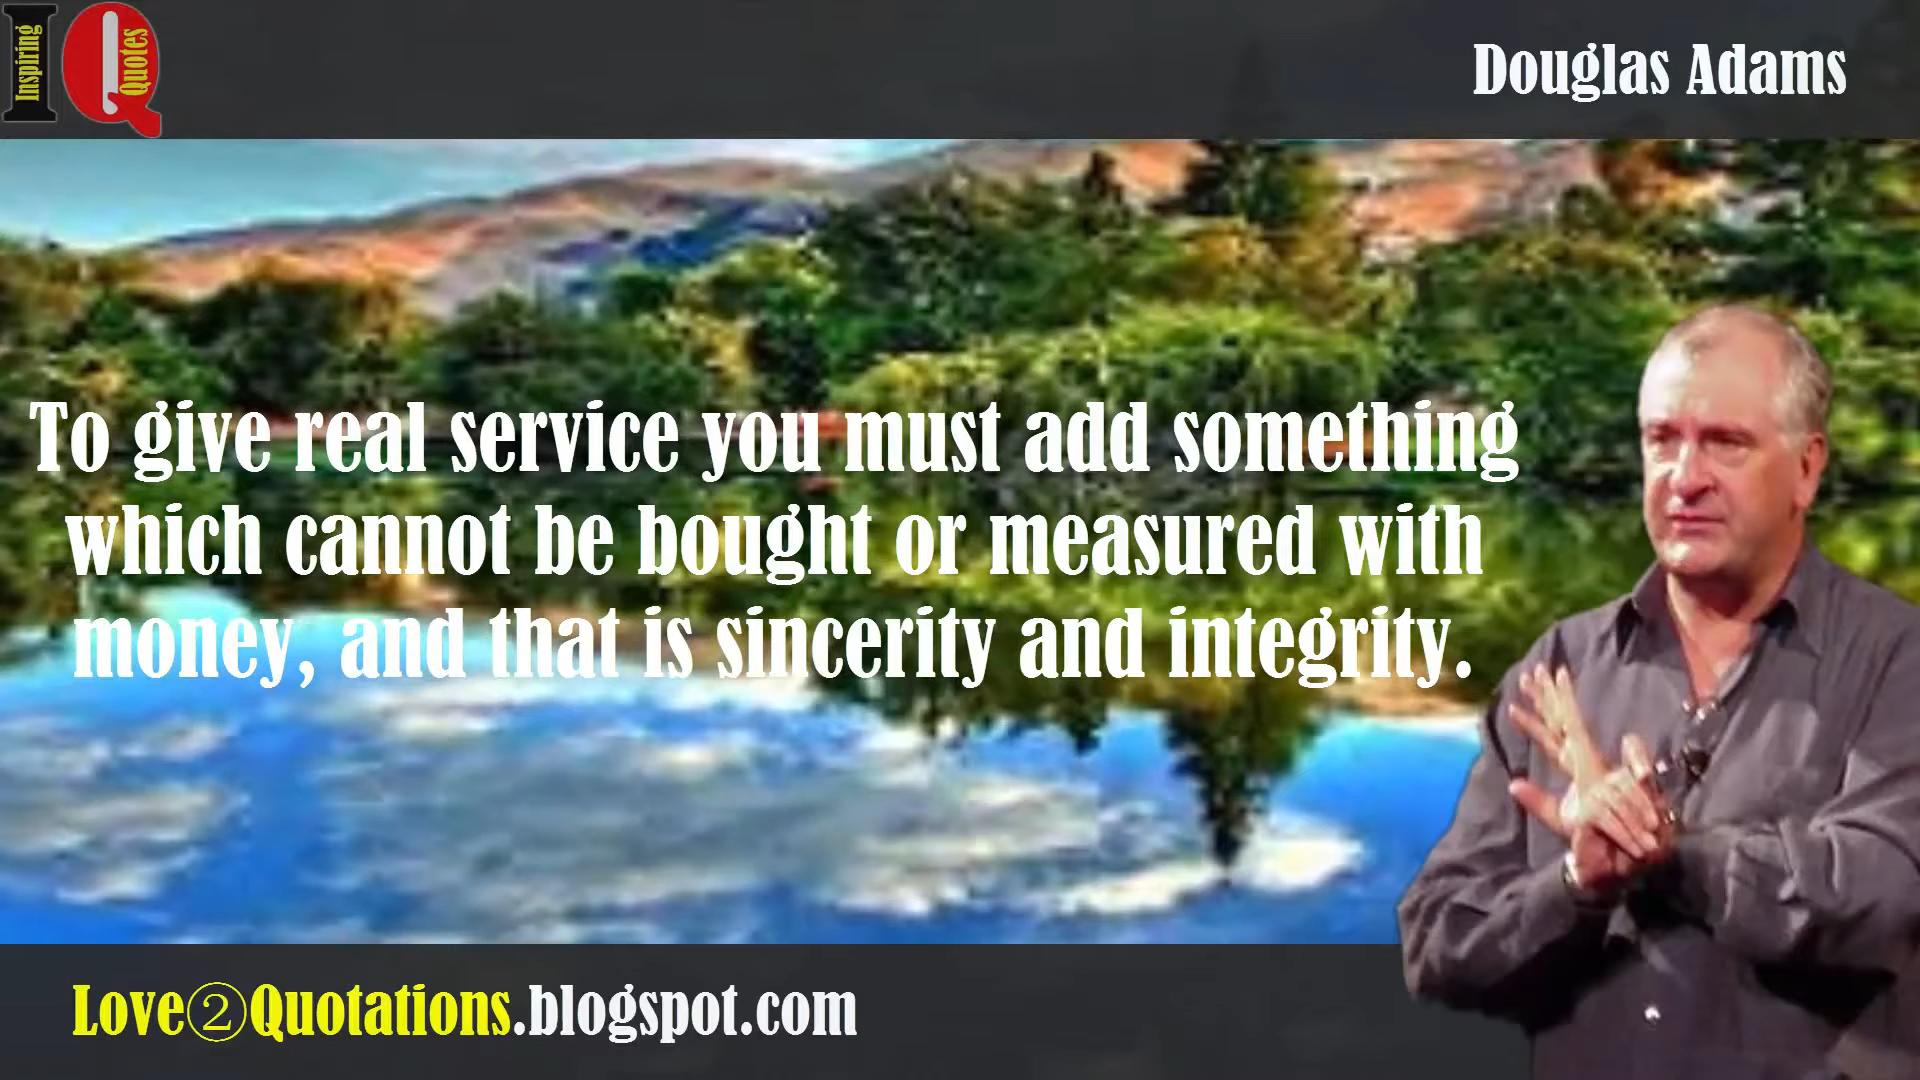 Inspiring
Quotes
IQ
Douglas Adams
To give real service you must add something
which cannot be bought or measured with
money, and that is sincerity and integrity.
Love②Quotations.blogspot.com